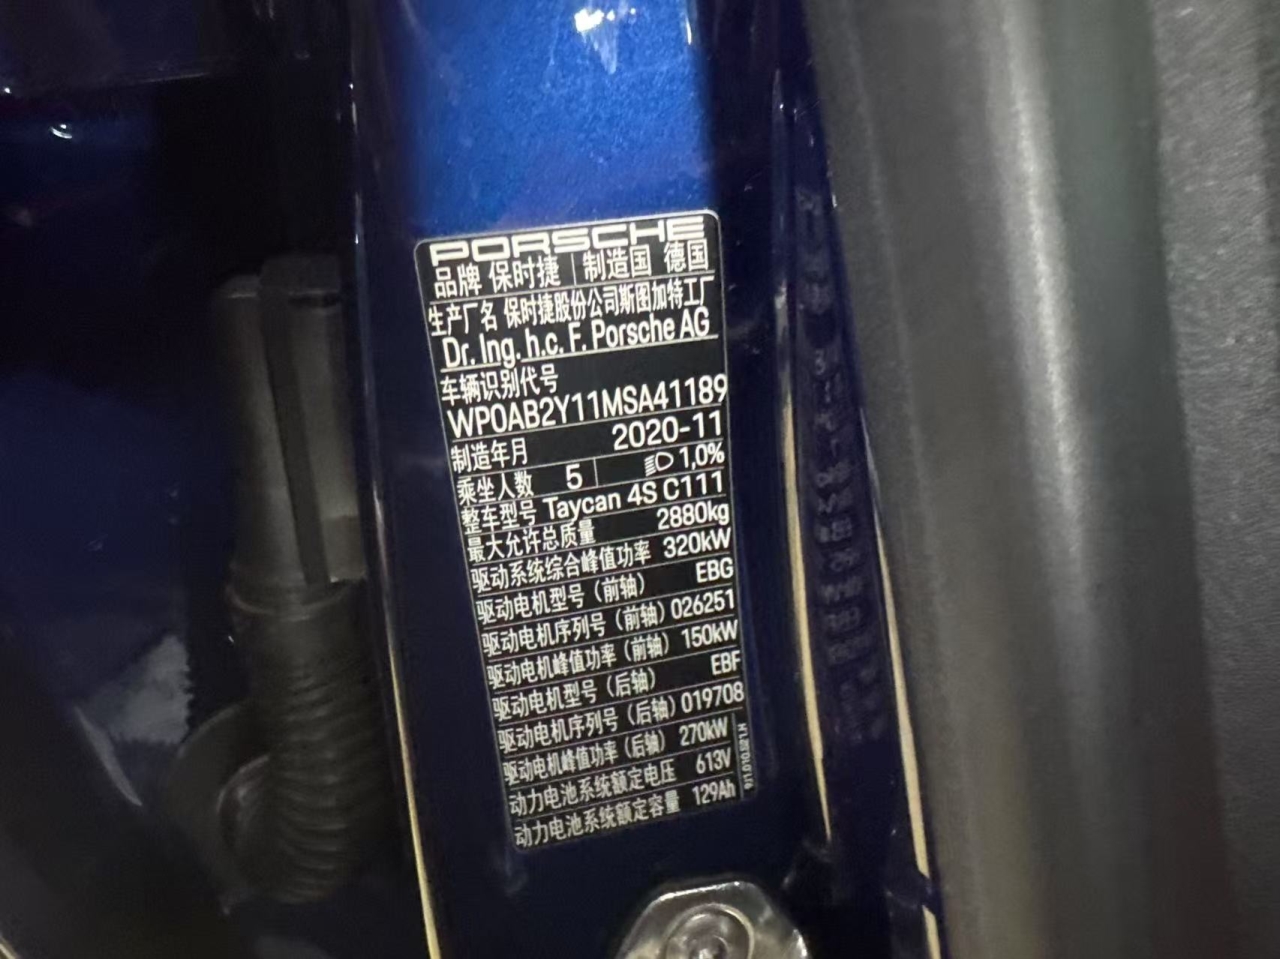 PORSCHE
品牌 保时捷 制造国 德国
生产厂名 保时捷股份公司斯图加特工厂
Dr. Ing. h.c. F. Porsche AG
车辆识别代号
WP0AB2Y11MSA41189
制造年月 2020-11
乘坐人数 5 1,0%
整车型号 Taycan 4S C111
最大允许总质量 2880kg
驱动系统综合峰值功率 320kW
驱动电机型号（前轴） EBG
驱动电机序列号（前轴） 026251
驱动电机峰值功率（前轴） 150kW
驱动电机型号（后轴） EBF
驱动电机序列号（后轴） 019708
驱动电机峰值功率（后轴） 270kW
动力电池系统额定电压 613V
动力电池系统额定容量 129Ah